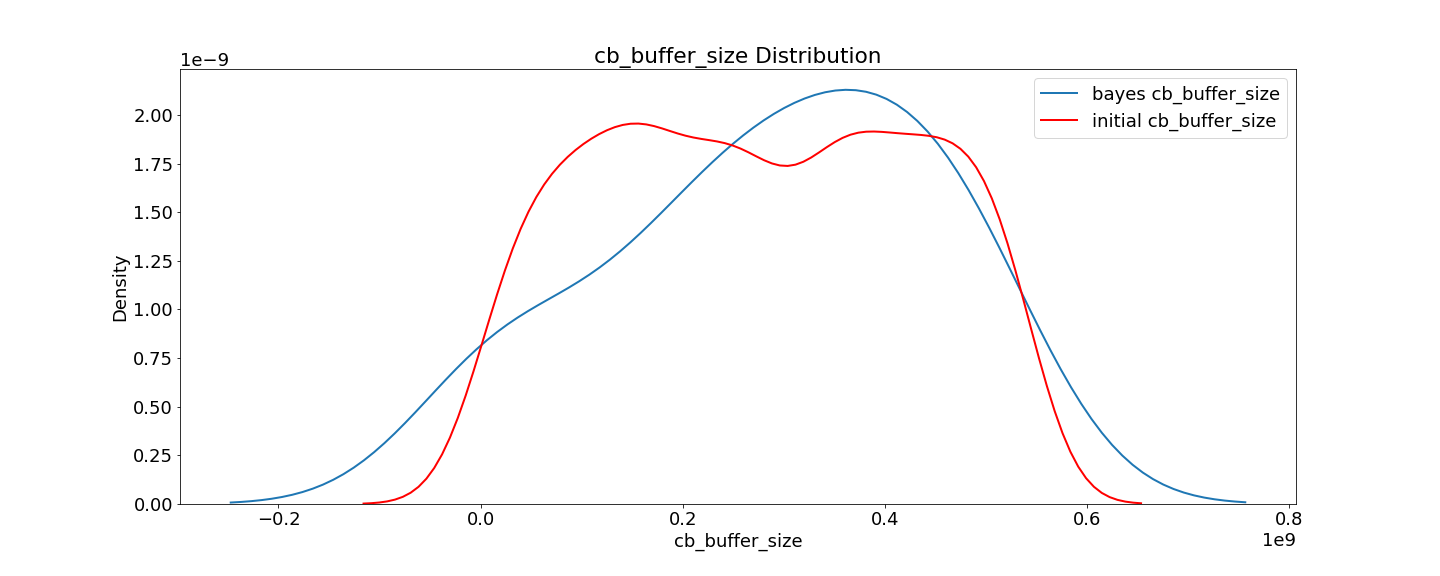 cb_buffer_size Distribution
1e−9
bayes cb_buffer_size
initial cb_buffer_size
2.00
1.75
1.50
1.25
1.00
0.75
0.50
0.25
0.00
Density
−0.2
0.0
0.2
0.4
0.6
0.8
cb_buffer_size
1e9